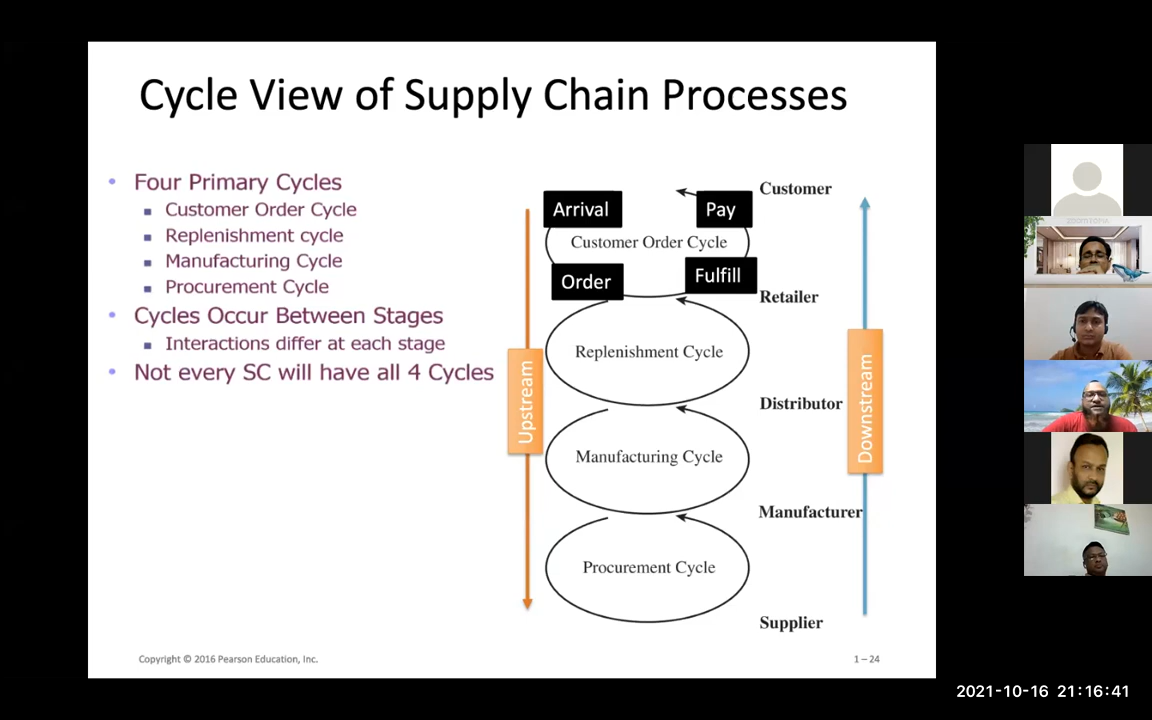 Cycle View of Supply Chain Processes
• Four Primary Cycles
▪ Customer Order Cycle
▪ Replenishment cycle
▪ Manufacturing Cycle
▪ Procurement Cycle
• Cycles Occur Between Stages
▪ Interactions differ at each stage
• Not every SC will have all 4 Cycles
Customer
Arrival
Pay
Customer Order Cycle
Order
Fulfill
Retailer
Replenishment Cycle
Upstream
Downstream
Distributor
Manufacturing Cycle
Manufacturer
Procurement Cycle
Supplier
Copyright © 2016 Pearson Education, Inc.
1 – 24
2021-10-16 21:16:41